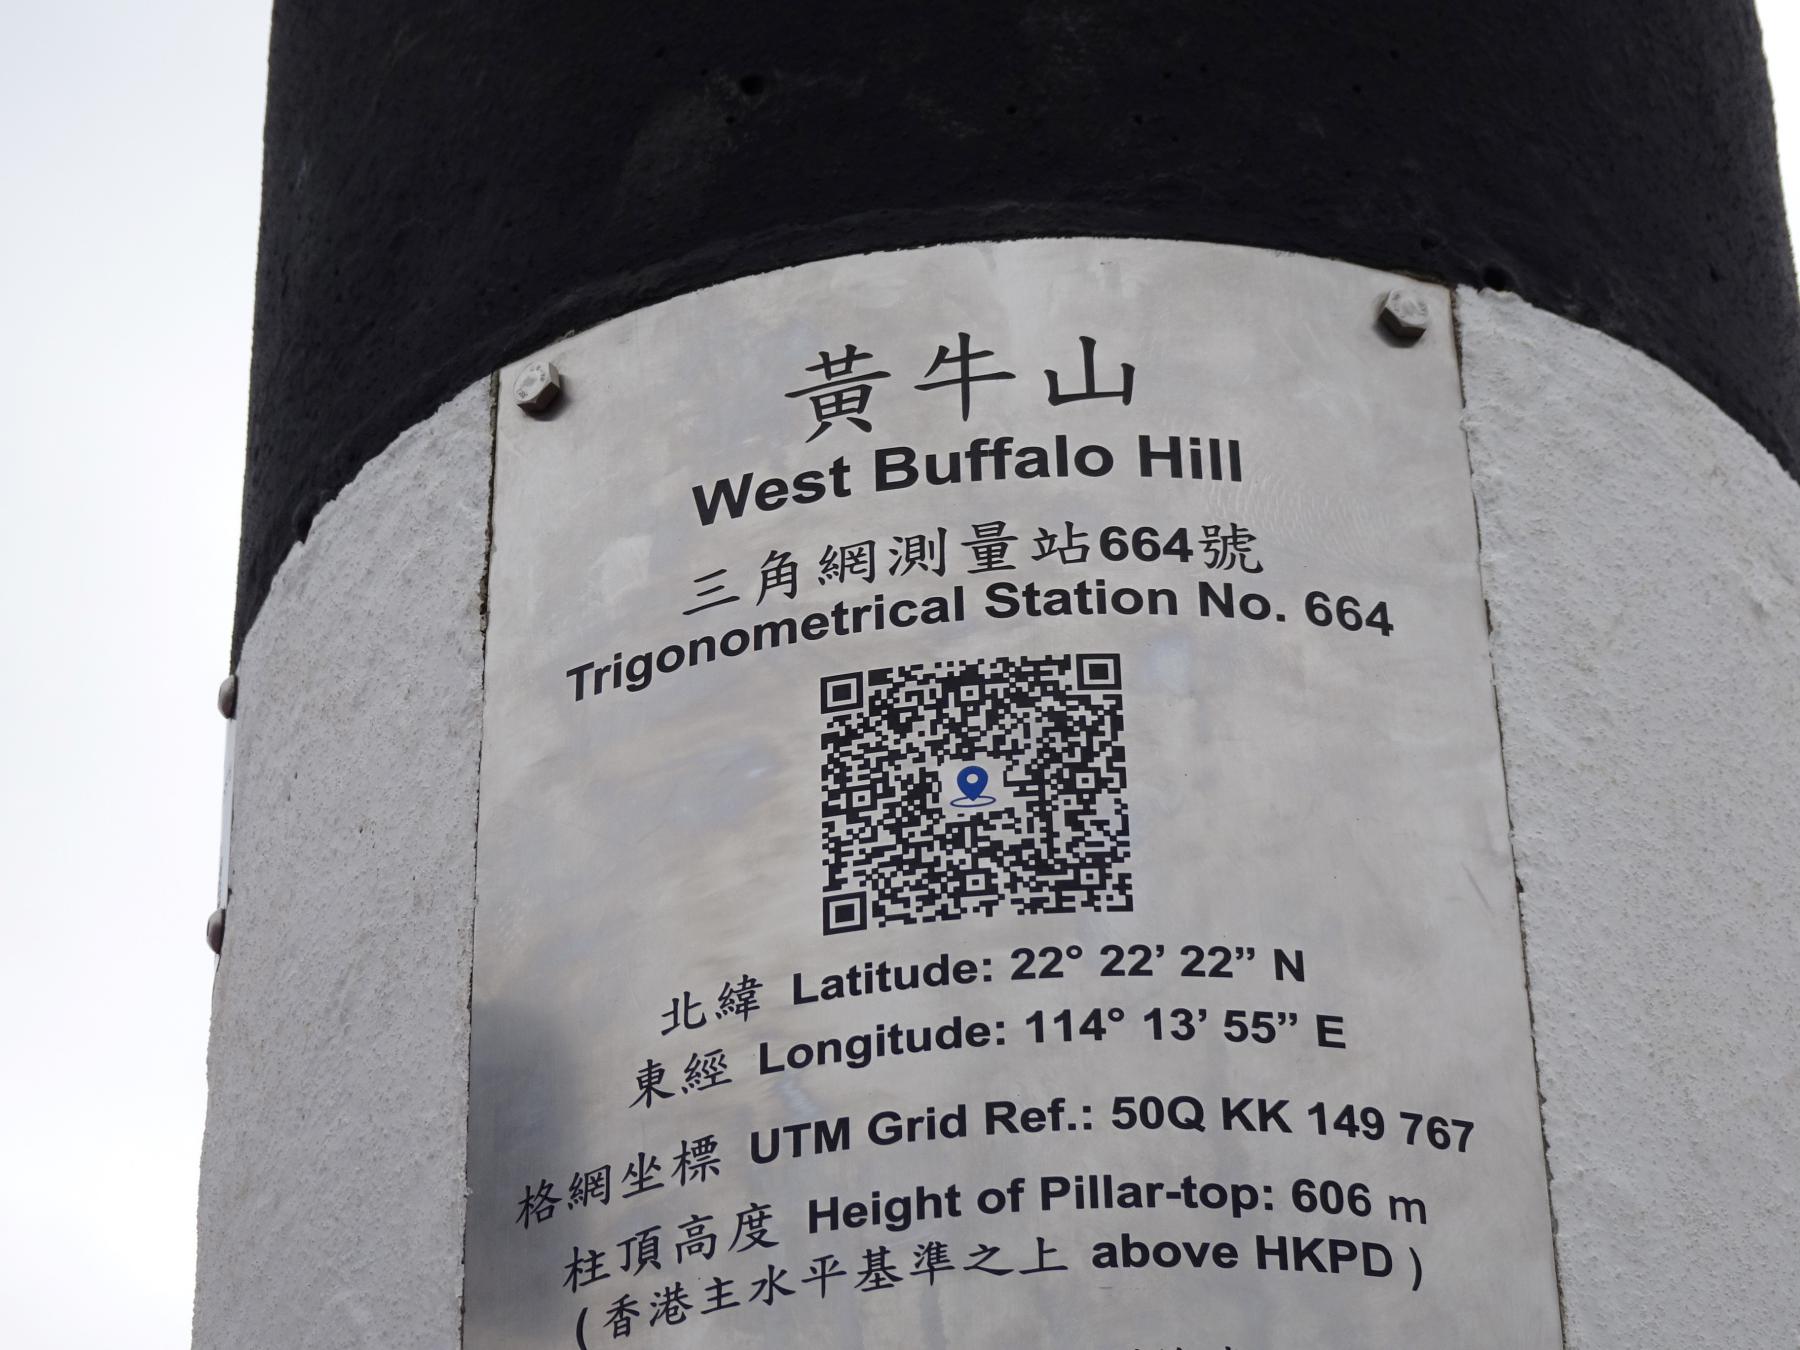 黃牛山
West Buffalo Hill
三角網測量站664號
Trigonometrical Station No. 664
北緯 Latitude: 22° 22’ 22” N
東經 Longitude: 114° 13’ 55” E
格網坐標 UTM Grid Ref.: 50Q KK 149 767
柱頂高度 Height of Pillar-top: 606 m
(香港主水平基準之上 above HKPD)